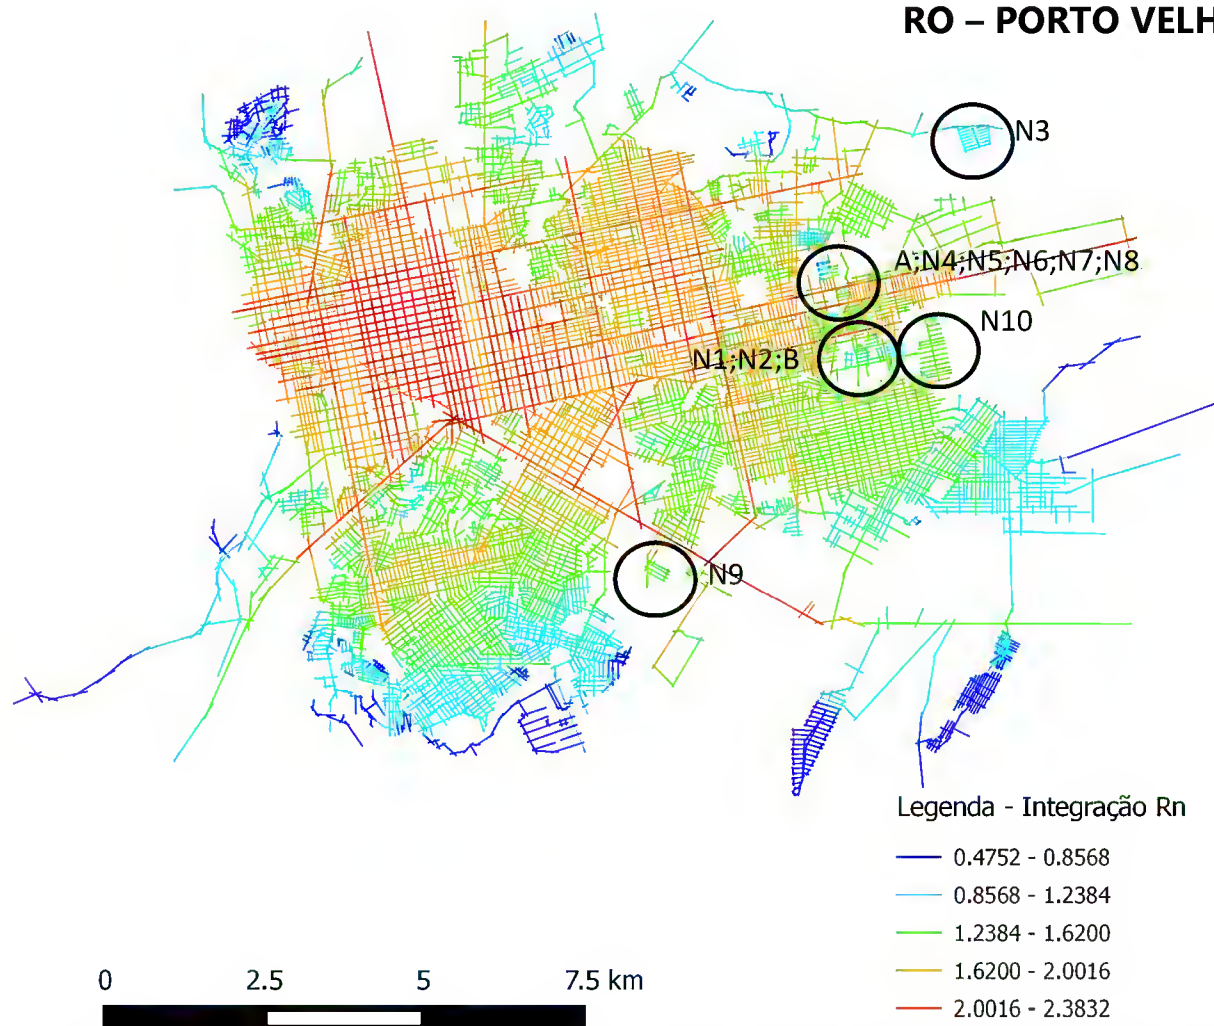 RO – PORTO VELH
N3
A;N4;N5;N6;N7;N8
N10
N1;N2;B
N9
Legenda - Integração Rn
0.4752 - 0.8568
0.8568 - 1.2384
1.2384 - 1.6200
1.6200 - 2.0016
2.0016 - 2.3832
0 2.5 5 7.5 km